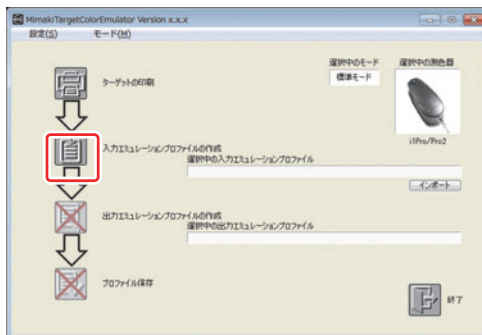 MimakiTargetColorEmulator Version x.x.x
設定(S) モード(M)
選択中のモード 選択中の測色器
標準モード
ターゲットの印刷
i1Pro/Pro2
入力エミュレーションプロファイルの作成
選択中の入力エミュレーションプロファイル
インポート
出力エミュレーションプロファイルの作成
選択中の出力エミュレーションプロファイル
プロファイル保存
終了